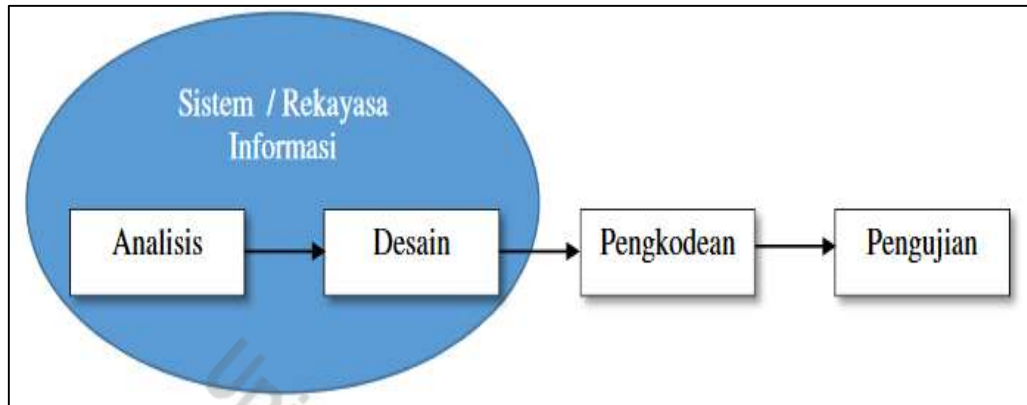 Sistem / Rekayasa
Informasi
Analisis
Desain
Pengkodean
Pengujian